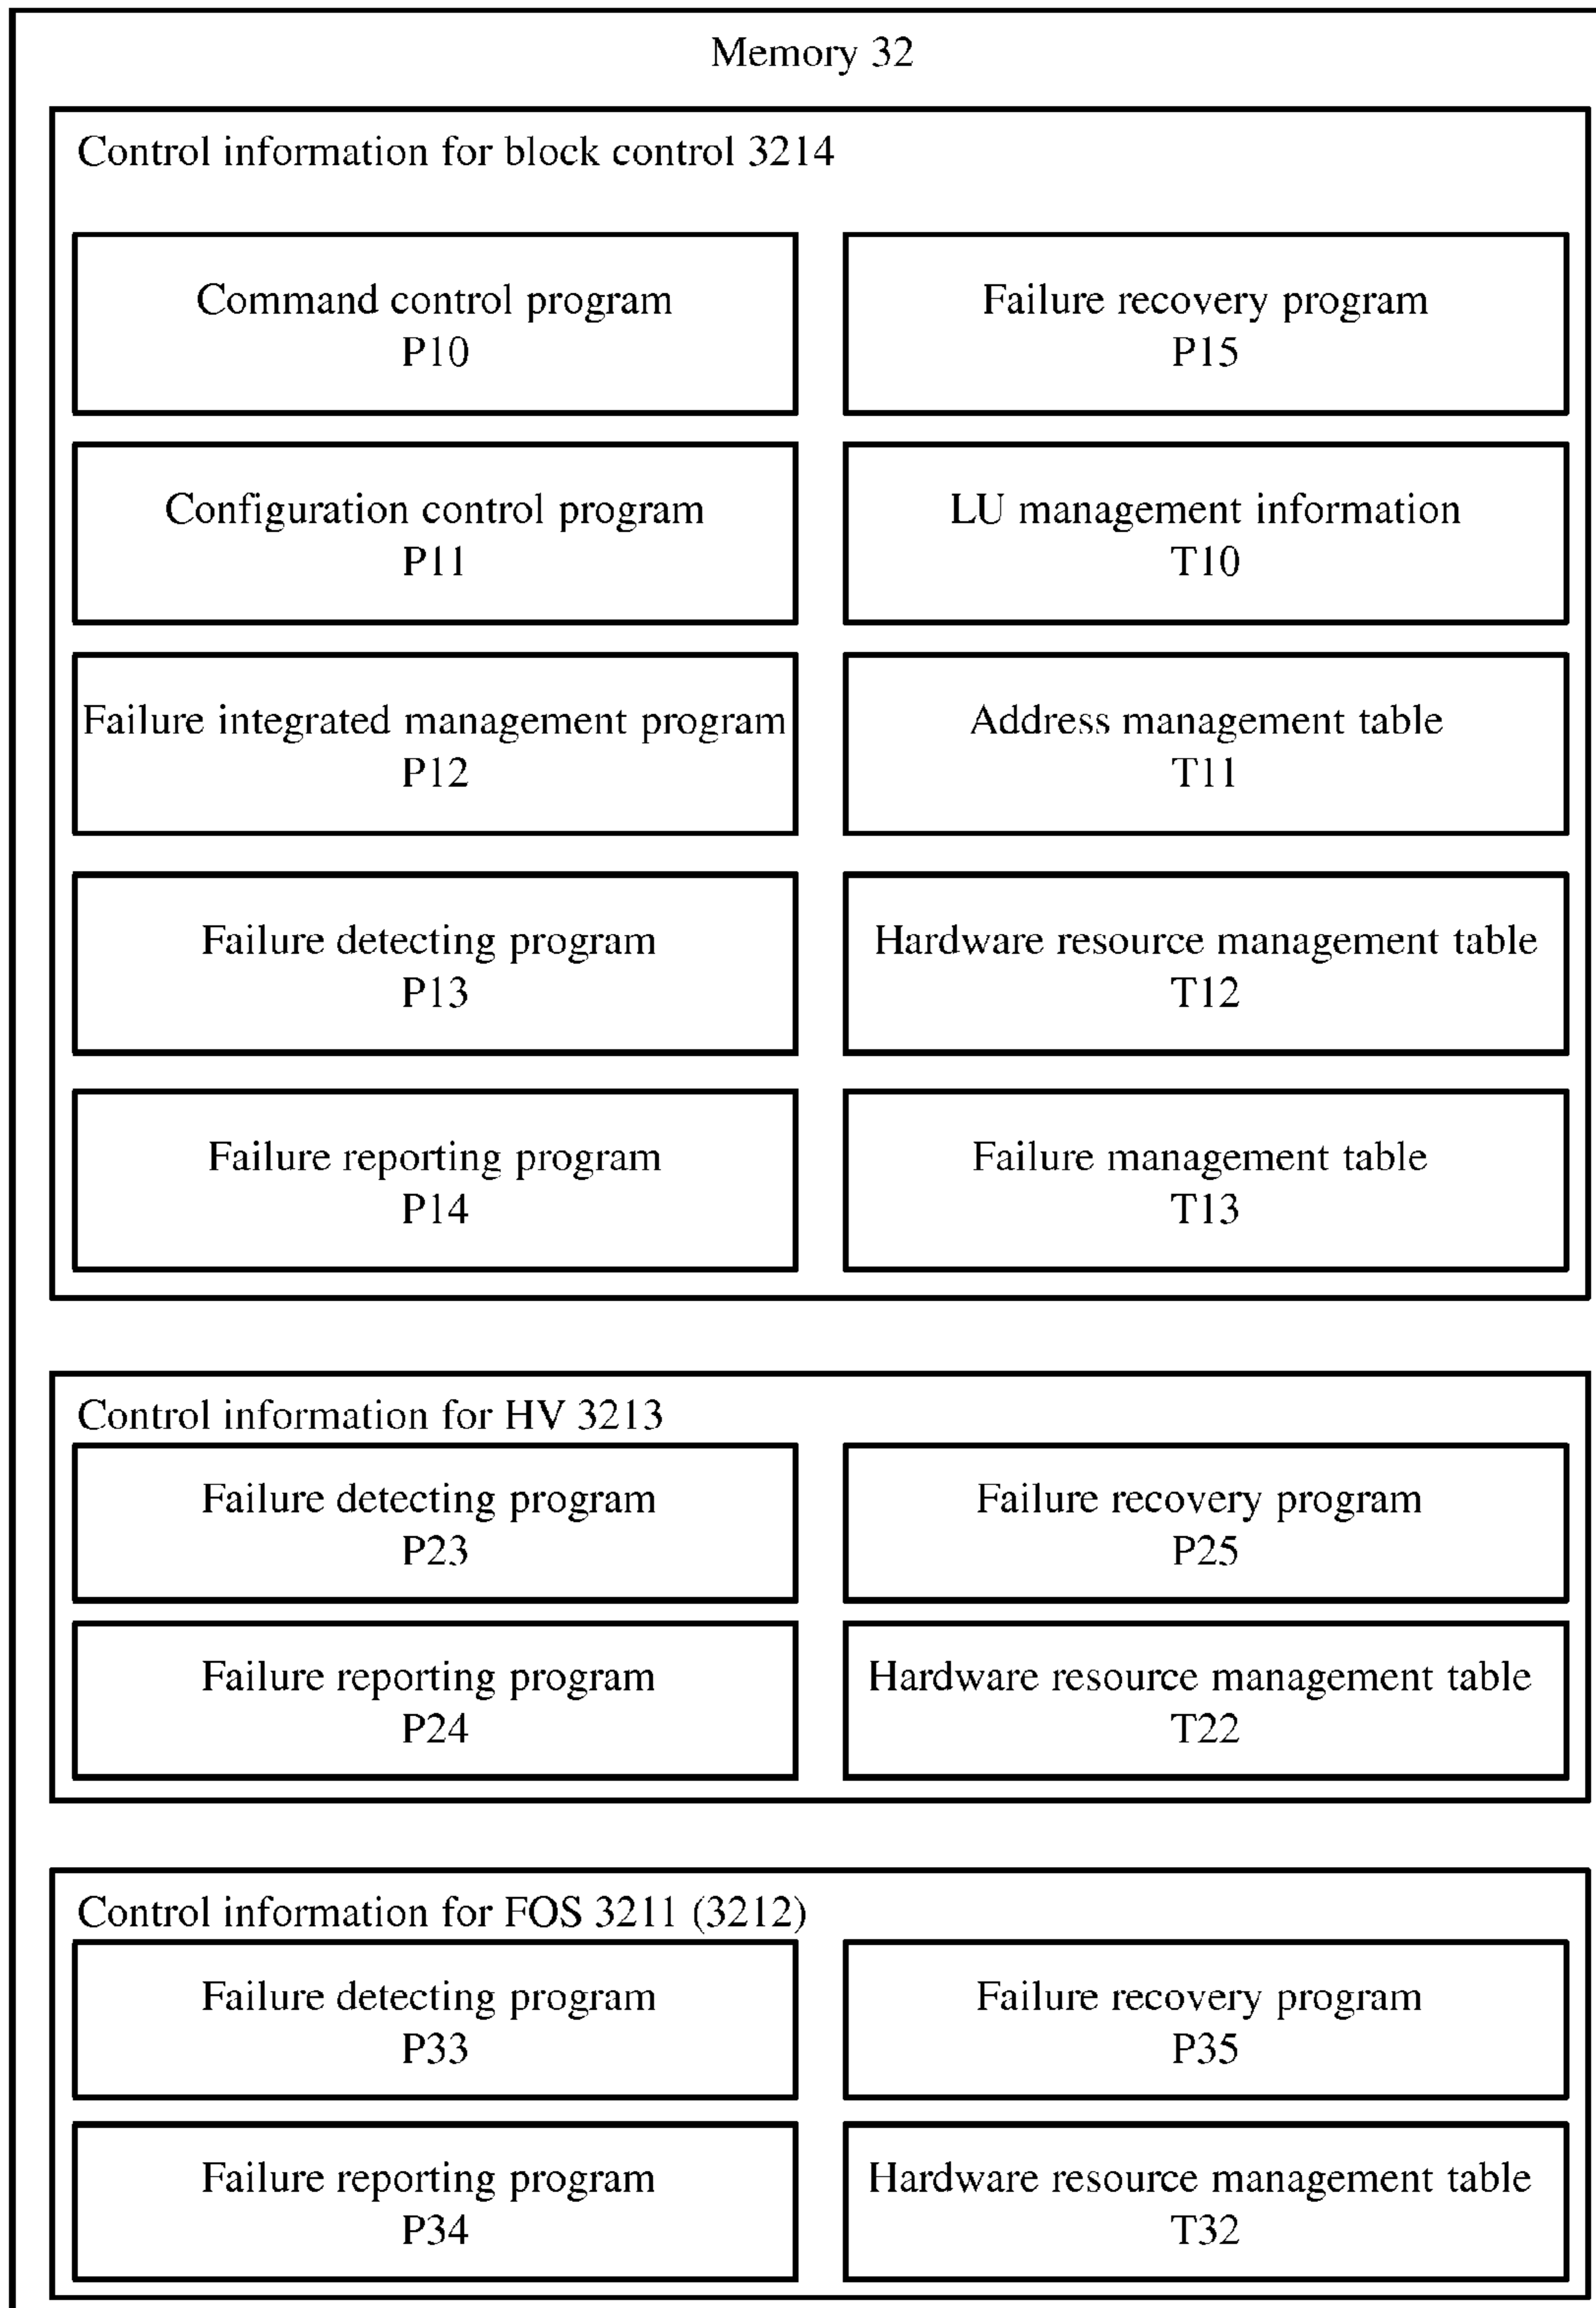 Memory 32
Control information for block control 3214
Command control program
P10
Failure recovery program
P15
Configuration control program
P11
LU management information
T10
Failure integrated management program
P12
Address management table
T11
Failure detecting program
P13
Hardware resource management table
T12
Failure reporting program
P14
Failure management table
T13
Control information for HV 3213
Failure detecting program
P23
Failure recovery program
P25
Failure reporting program
P24
Hardware resource management table
T22
Control information for FOS 3211 (3212)
Failure detecting program
P33
Failure recovery program
P35
Failure reporting program
P34
Hardware resource management table
T32